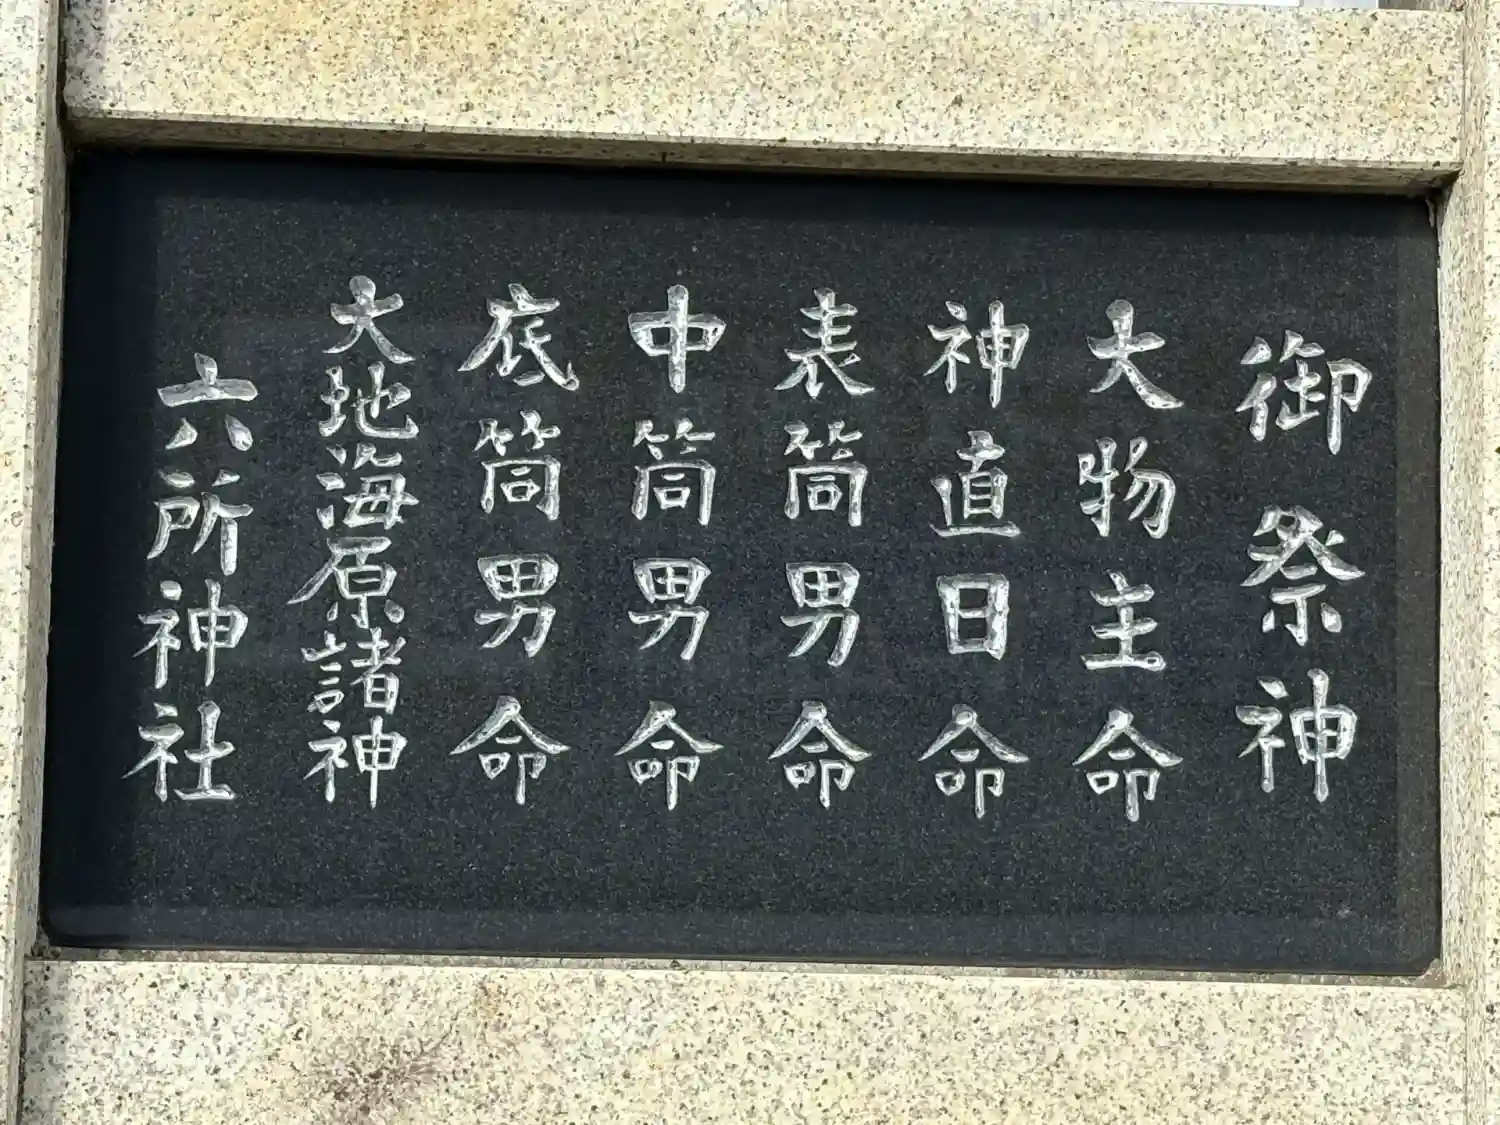 御祭神
大物主命
神直日命
表筒男命
中筒男命
底筒男命
大地海原諸神
六所神社